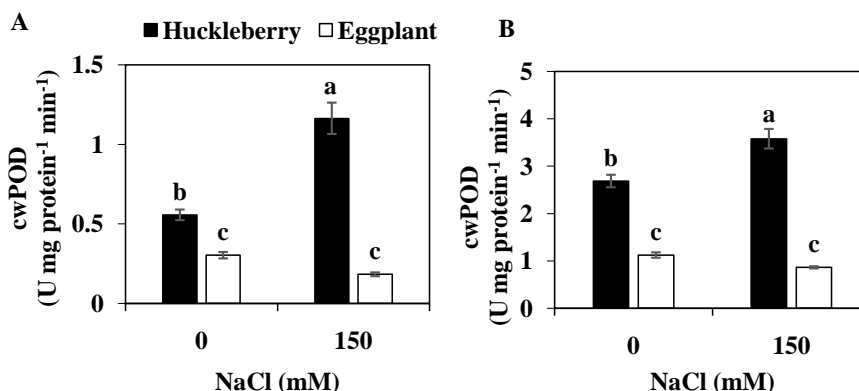 A
Huckleberry Eggplant
cwPOD
(U mg protein⁻¹ min⁻¹)
1.5
1
0.5
0
b
c
a
c
0 150
NaCl (mM)
B
cwPOD
(U mg protein⁻¹ min⁻¹)
5
4
3
2
1
0
b
c
a
c
0 150
NaCl (mM)